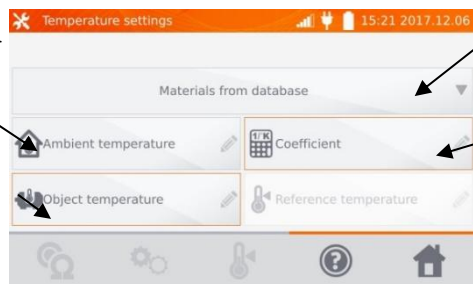 Temperature settings 15:21 2017.12.06
Materials from database
Ambient temperature 1/°K Coefficient
Object temperature Reference temperature